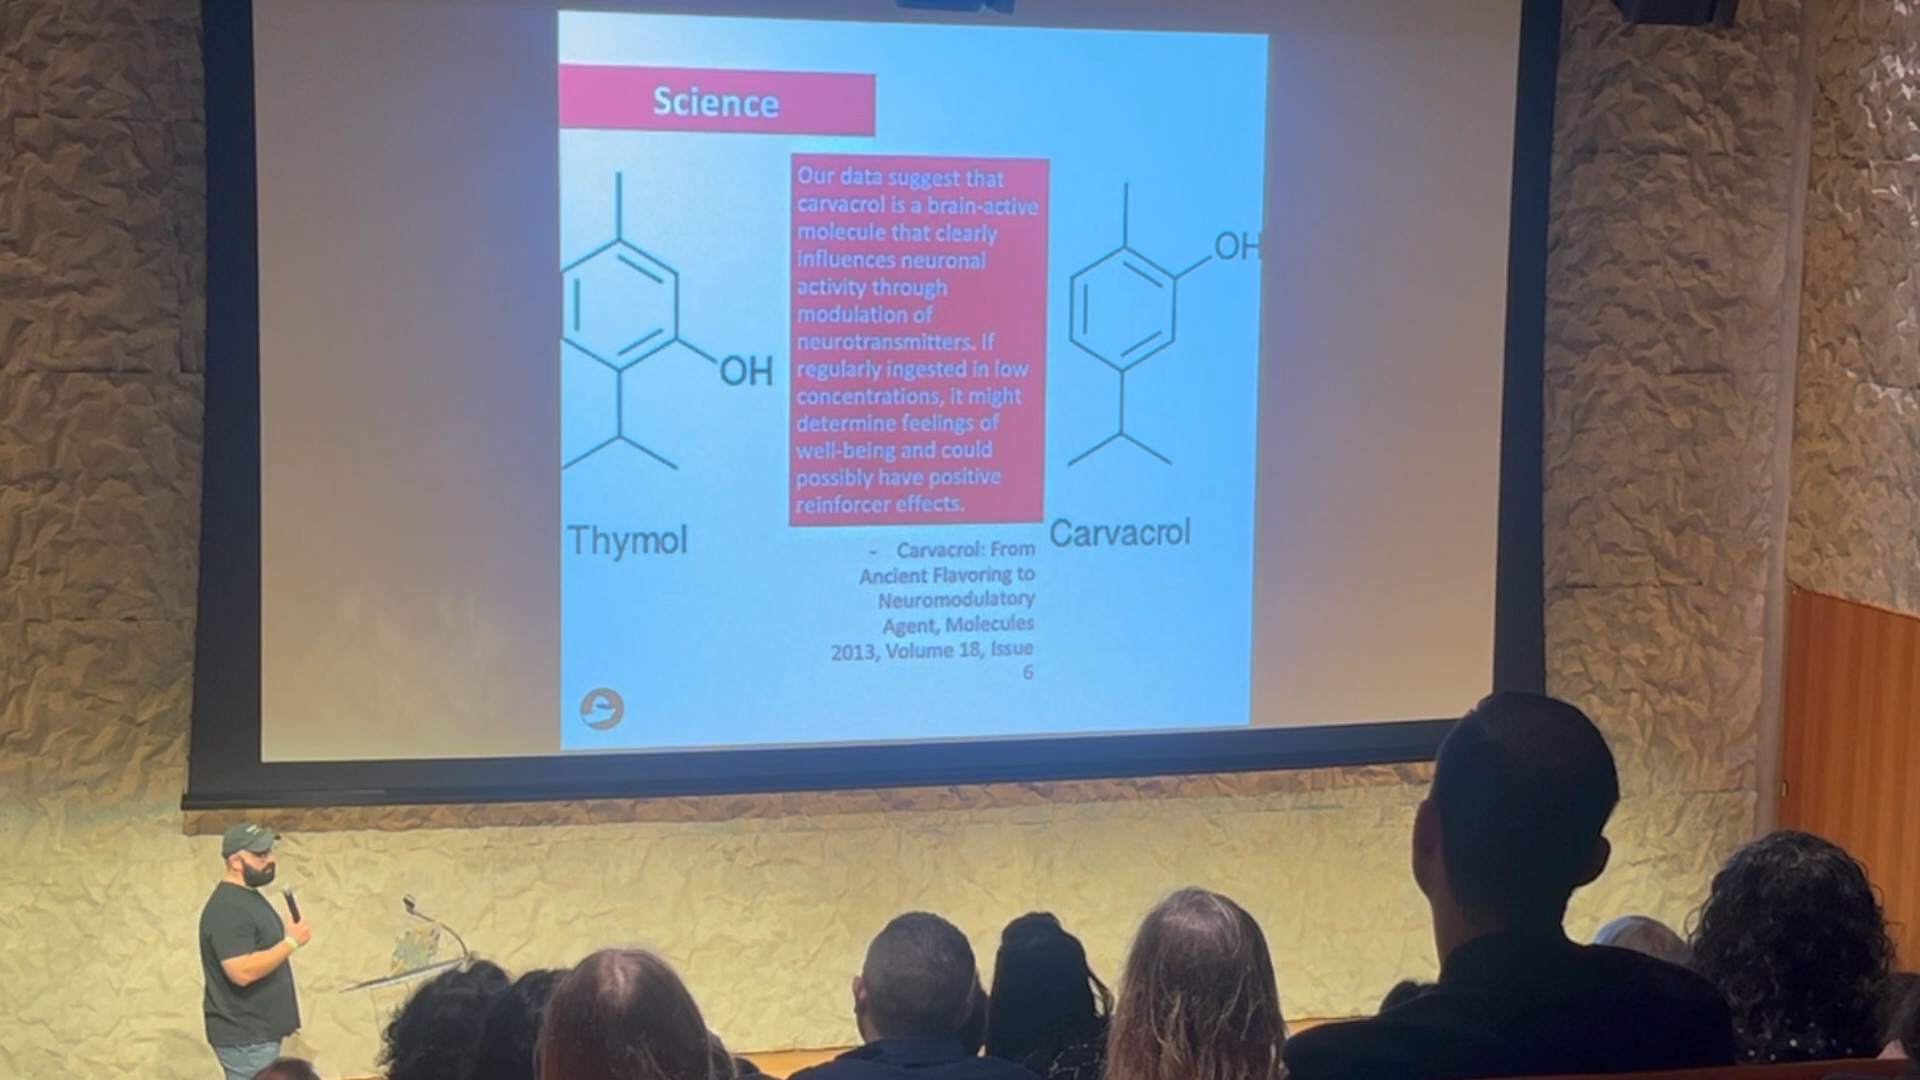 Science
Our data suggest that
carvacrol is a brain-active
molecule that clearly
influences neuronal
activity through
modulation of
neurotransmitters. If
regularly ingested in low
concentrations, it might
determine feelings of
well-being and could
possibly have positive
reinforcer effects.
OH
Thymol
OH
Carvacrol
- Carvacrol: From
Ancient Flavoring to
Neuromodulatory
Agent, Molecules
2013, Volume 18, Issue
6